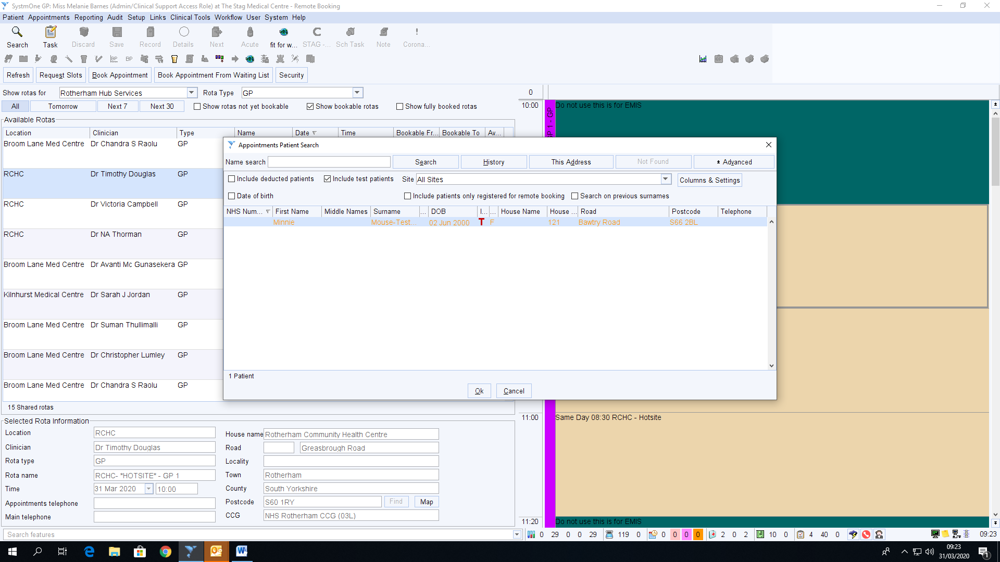 SystmOne GP: Miss Melanie Barnes (Admin/Clinical Support Access Role) at The Stag Medical Centre - Remote Booking
Patient Appointments Reporting Audit Setup Links Clinical Tools Workflow User System Help
Search Task Discard Save Record Details Next Acute fit for w... STAG -... Sch Task Note Corona...
Refresh Request Slots Book Appointment Book Appointment From Waiting List Security
Show rotas for Rotherham Hub Services Rota Type GP
All Tomorrow Next 7 Next 30 Show rotas not yet bookable Show bookable rotas Show fully booked rotas
Available Rotas
Location Clinician Type Name Date Time Bookable Fr... Bookable To Av...
Broom Lane Med Centre Dr Chandra S Raolu GP
RCHC Dr Timothy Douglas GP
RCHC Dr Victoria Campbell GP
RCHC Dr NA Thorman GP
Broom Lane Med Centre Dr Avanti Mc Gunasekera GP
Kilnhurst Medical Centre Dr Sarah J Jordan GP
Broom Lane Med Centre Dr Suman Thullimalli GP
Broom Lane Med Centre Dr Christopher Lumley GP
Broom Lane Med Centre Dr Chandra S Raolu GP
15 Shared rotas
Appointments Patient Search
Name search Search History This Address Not Found Advanced
Include deducted patients Include test patients Site All Sites Columns & Settings
Date of birth Include patients only registered for remote booking Search on previous surnames
NHS Num... First Name Middle Names Surname ... DOB I... ... House Name House ... Road Postcode Telephone
Minnie Mouse-Test... 02 Jun 2000 T F 121 Bawtry Road S66 2BL
1 Patient
Ok Cancel
Selected Rota Information
Location RCHC
Clinician Dr Timothy Douglas
Rota type GP
Rota name RCHC- *HOTSITE* - GP 1
Time 31 Mar 2020 10:00
Appointments telephone
Main telephone
House name Rotherham Community Health Centre
Road Greasbrough Road
Locality
Town Rotherham
County South Yorkshire
Postcode S60 1RY Find Map
CCG NHS Rotherham CCG (03L)
0
10:00 Do not use this is for EMIS
GP 1 - GP
11:00 Same Day 08:30 RCHC - Hotsite
11:20 Do not use this is for EMIS
Search features
0 29 0 0 29 119 0 0 0 0 0 2 0 2 10 0 4 40 0 09:23
09:23
31/03/2020
1